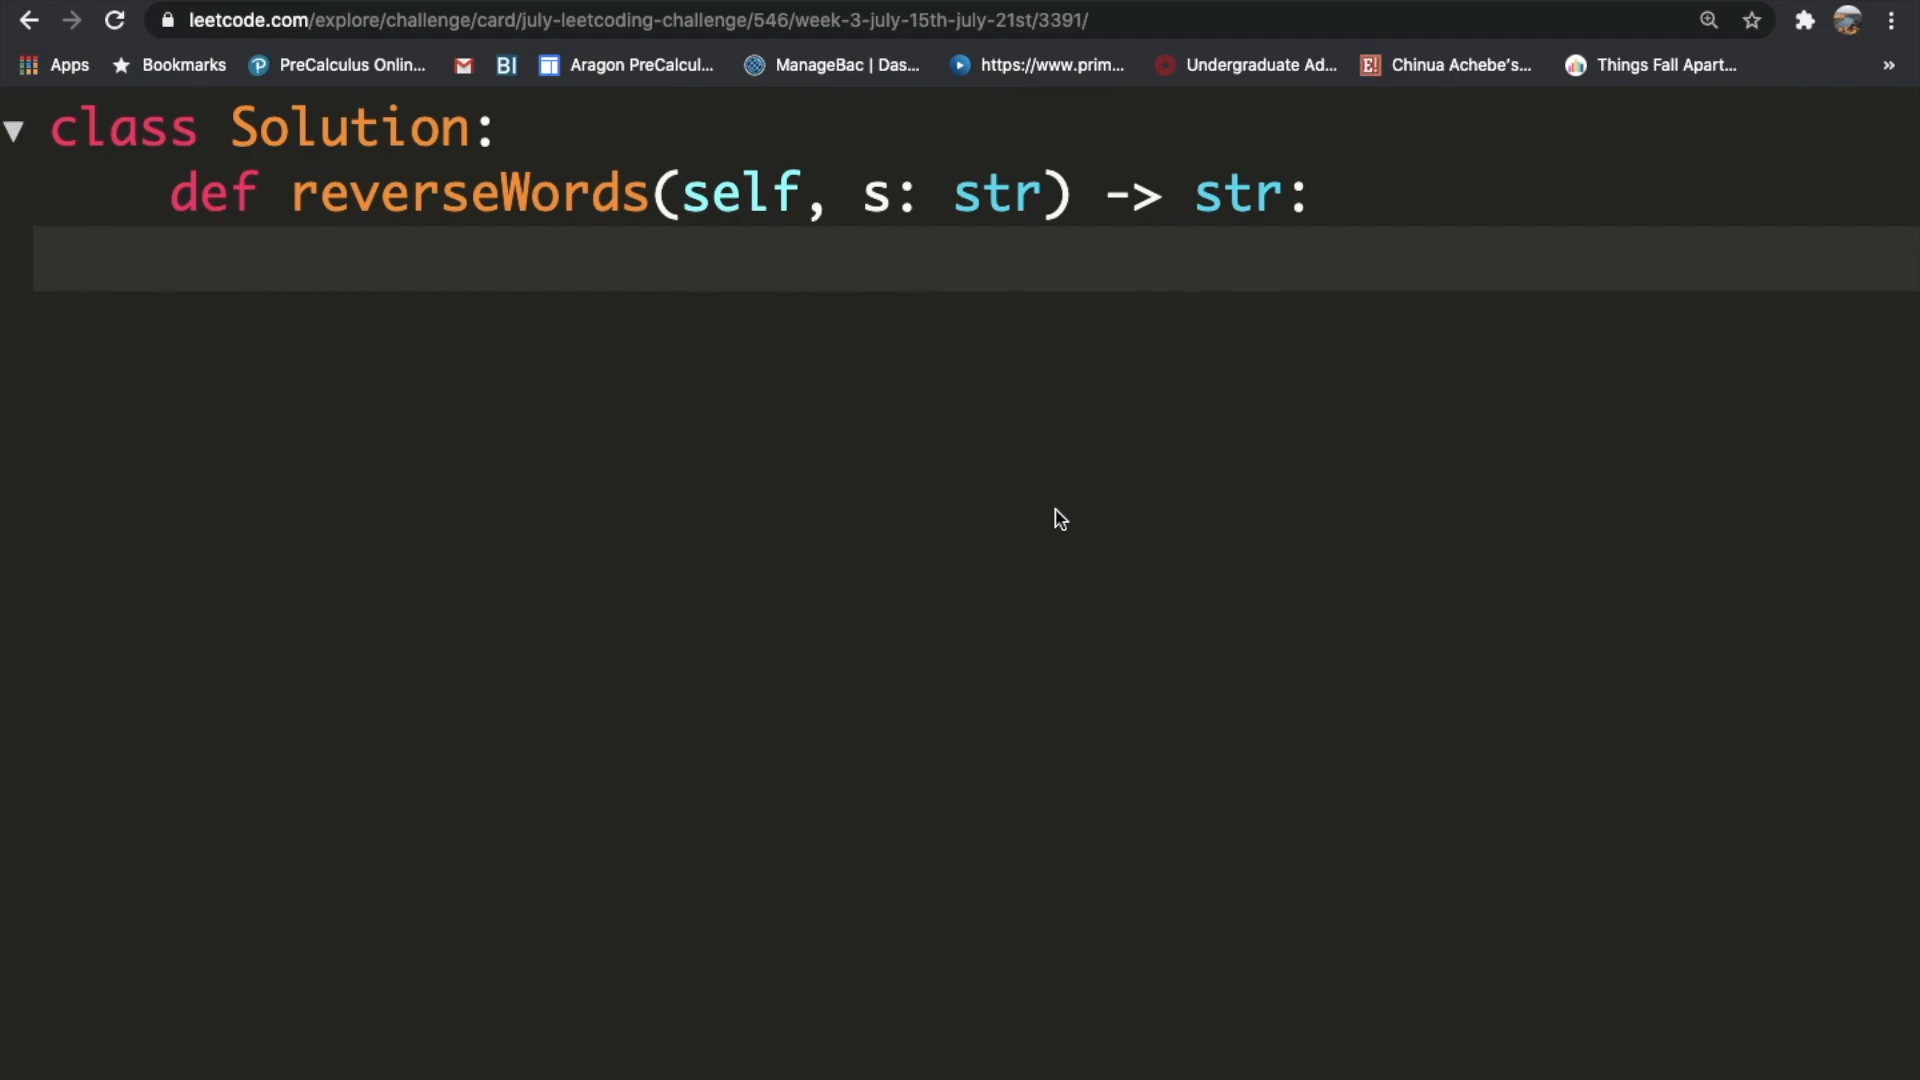 leetcode.com/explore/challenge/card/july-leetcoding-challenge/546/week-3-july-15th-july-21st/3391/
Apps Bookmarks PreCalculus Onlin... BI Aragon PreCalcul... ManageBac | Das... https://www.prim... Undergraduate Ad... E! Chinua Achebe's... Things Fall Apart... »
class Solution:
def reverseWords(self, s: str) -> str: